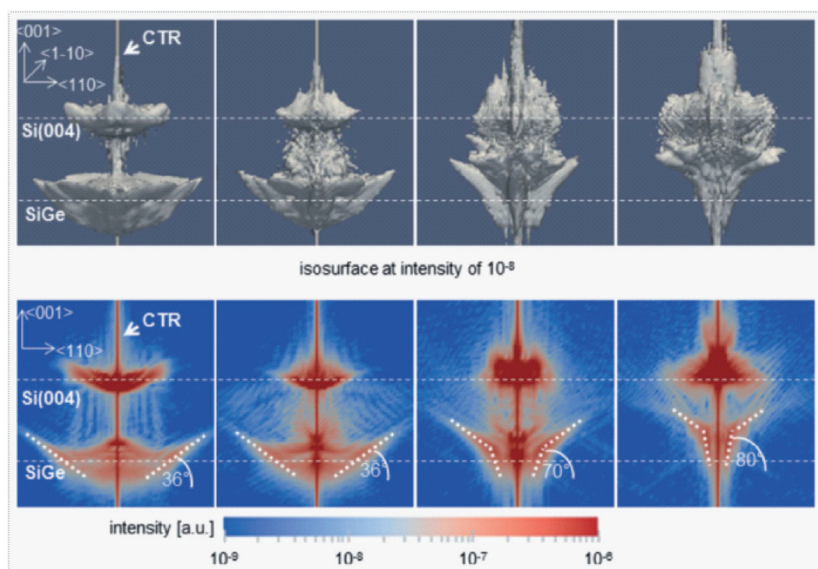 <001>
CTR
<1-10>
<110>
Si(004)
SiGe
isosurface at intensity of 10⁻⁸
<001>
CTR
<110>
Si(004)
SiGe
36°
36°
70°
80°
intensity [a.u.]
10⁻⁹ 10⁻⁸ 10⁻⁷ 10⁻⁶